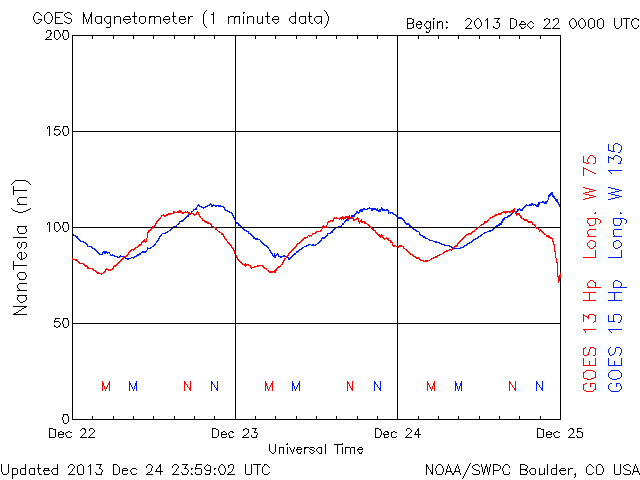 GOES Magnetometer (1 minute data)
Begin: 2013 Dec 22 0000 UTC
200
150
100
50
0
NanoTesla (nT)
M M N N M M N N M M N N
Dec 22 Dec 23 Dec 24 Dec 25
Universal Time
GOES 13 Hp Long. W 75
GOES 15 Hp Long. W 135
Updated 2013 Dec 24 23:59:02 UTC
NOAA/SWPC Boulder, CO USA